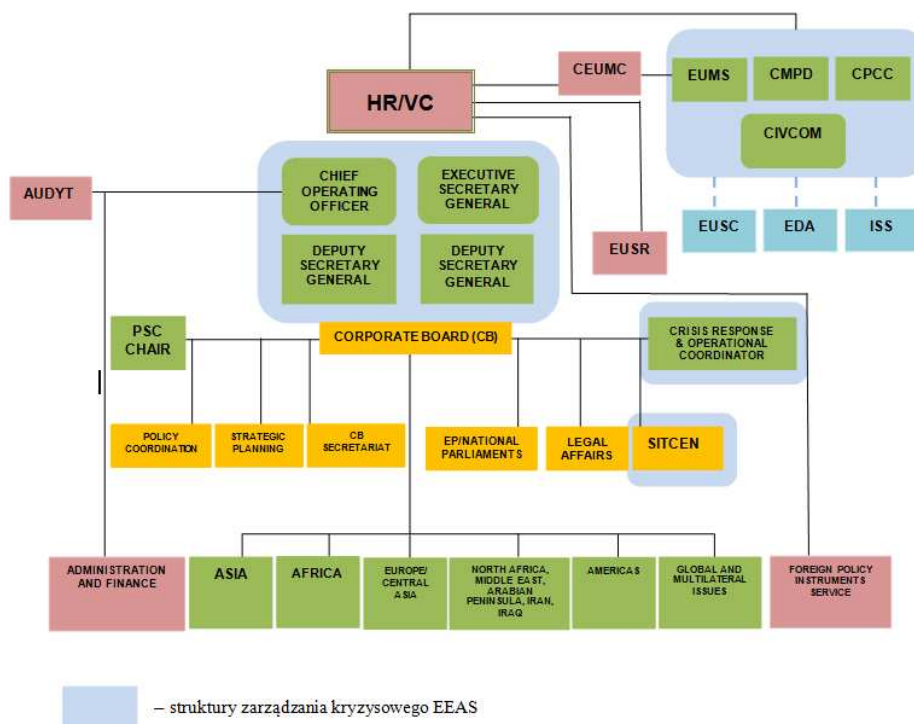 CEUMC
EUMS
CMPD
CPCC
HR/VC
CIVCOM
CHIEF
OPERATING
OFFICER
EXECUTIVE
SECRETARY
GENERAL
AUDYT
EUSC
EDA
ISS
DEPUTY
SECRETARY
GENERAL
DEPUTY
SECRETARY
GENERAL
EUSR
PSC
CHAIR
CORPORATE BOARD (CB)
CRISIS RESPONSE
& OPERATIONAL
COORDINATOR
POLICY
COORDINATION
STRATEGIC
PLANNING
CB
SECRETARIAT
EP/NATIONAL
PARLIAMENTS
LEGAL
AFFAIRS
SITCEN
ADMINISTRATION
AND FINANCE
ASIA
AFRICA
EUROPE/
CENTRAL
ASIA
NORTH AFRICA,
MIDDLE EAST,
ARABIAN
PENINSULA, IRAN,
IRAQ
AMERICAS
GLOBAL AND
MULTILATERAL
ISSUES
FOREIGN POLICY
INSTRUMENTS
SERVICE
– struktury zarządzania kryzysowego EEAS